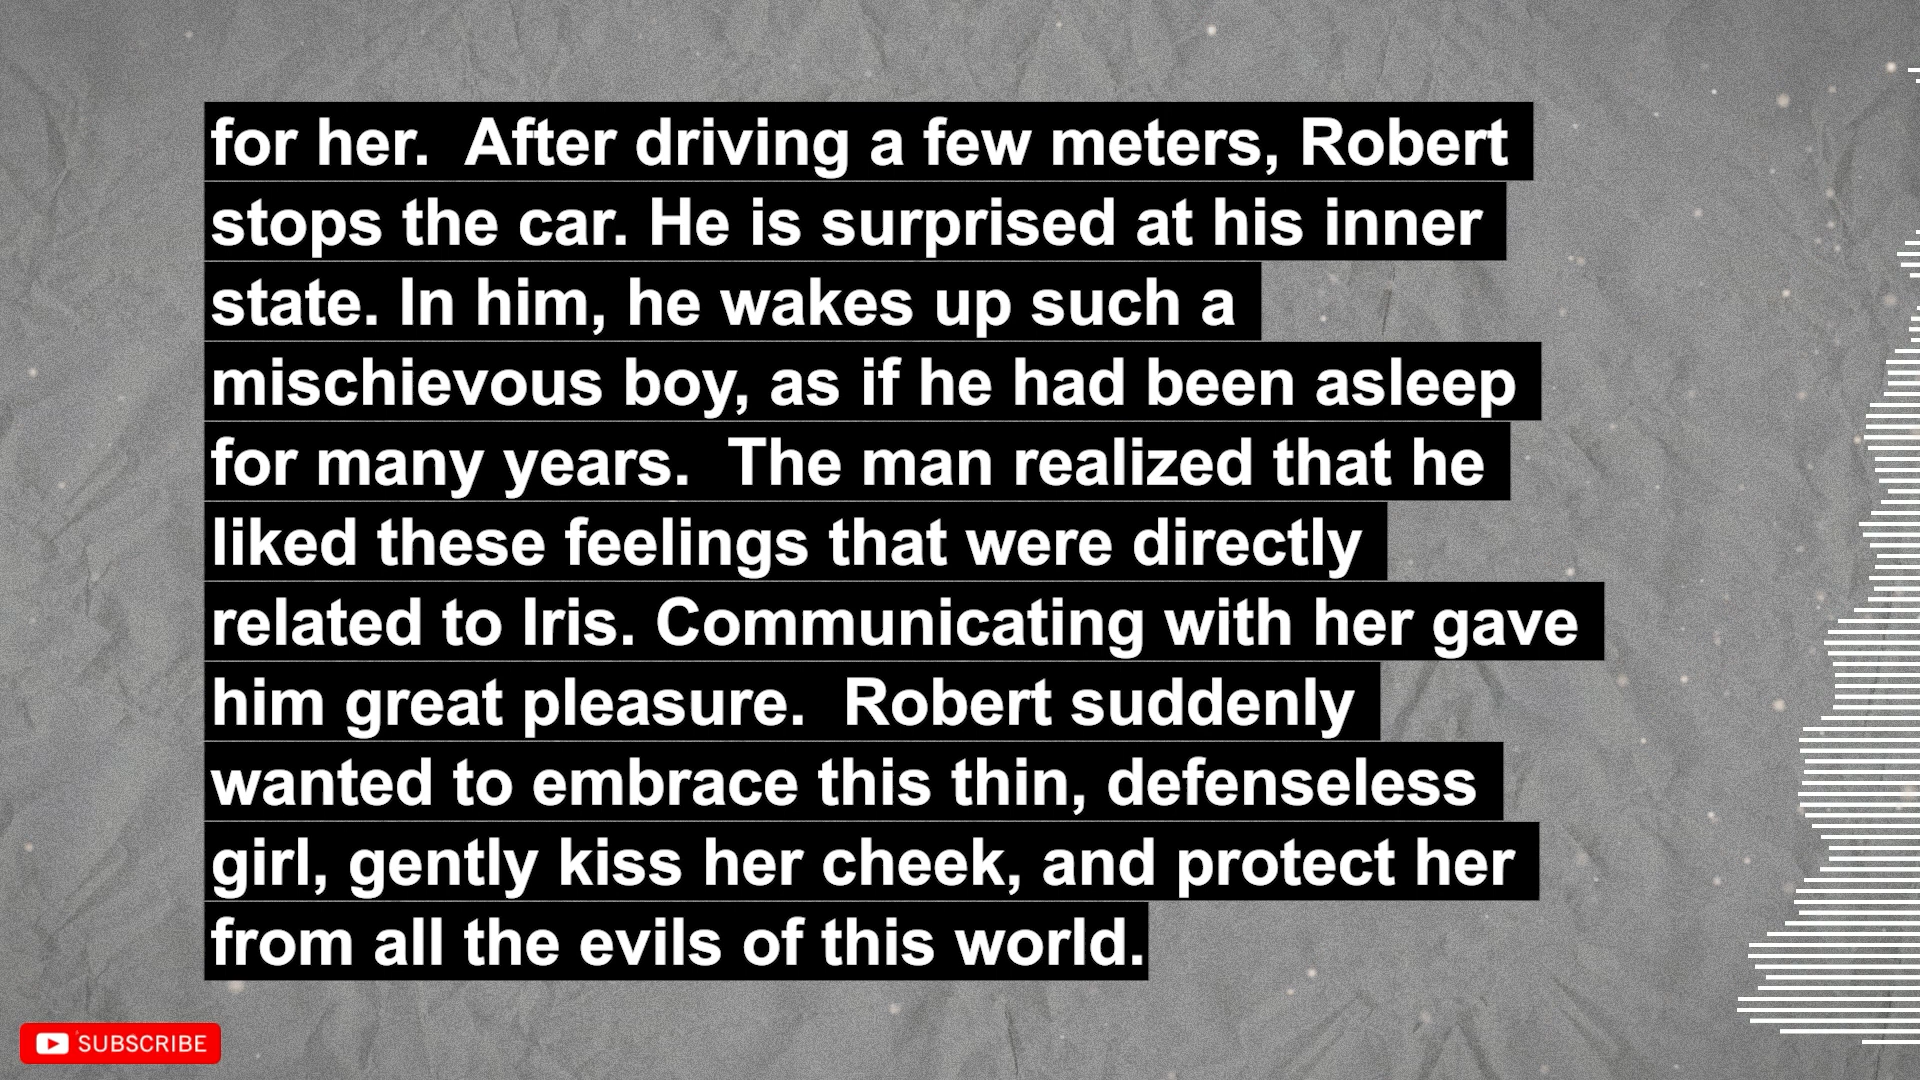 for her.  After driving a few meters, Robert
stops the car. He is surprised at his inner
state. In him, he wakes up such a
mischievous boy, as if he had been asleep
for many years.  The man realized that he
liked these feelings that were directly
related to Iris. Communicating with her gave
him great pleasure.  Robert suddenly
wanted to embrace this thin, defenseless
girl, gently kiss her cheek, and protect her
from all the evils of this world.
SUBSCRIBE